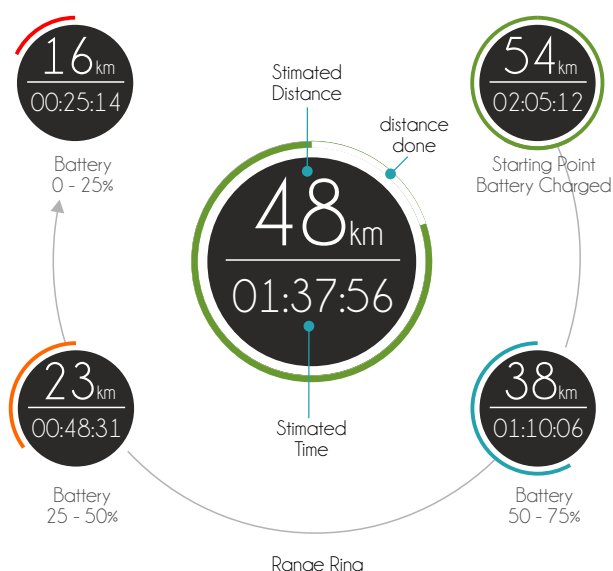 16km
00:25:14
Battery
0 - 25%
Stimated
Distance
distance
done
54km
02:05:12
Starting Point
Battery Charged
48km
01:37:56
Stimated
Time
23km
00:48:31
Battery
25 - 50%
38km
01:10:06
Battery
50 - 75%
Range Ring